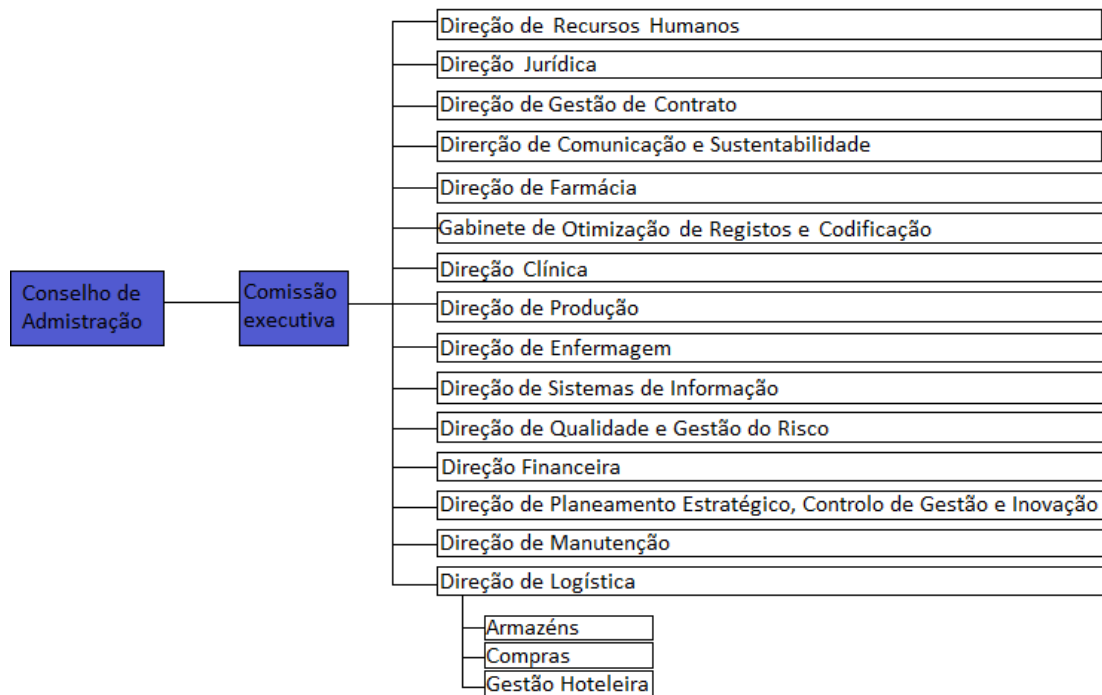 Direção de Recursos Humanos
Direção Jurídica
Direção de Gestão de Contrato
Direrção de Comunicação e Sustentabilidade
Direção de Farmácia
Gabinete de Otimização de Registos e Codificação
Direção Clínica
Conselho de
Admistração
Comissão
executiva
Direção de Produção
Direção de Enfermagem
Direção de Sistemas de Informação
Direção de Qualidade e Gestão do Risco
Direção Financeira
Direção de Planeamento Estratégico, Controlo de Gestão e Inovação
Direção de Manutenção
Direção de Logística
Armazéns
Compras
Gestão Hoteleira